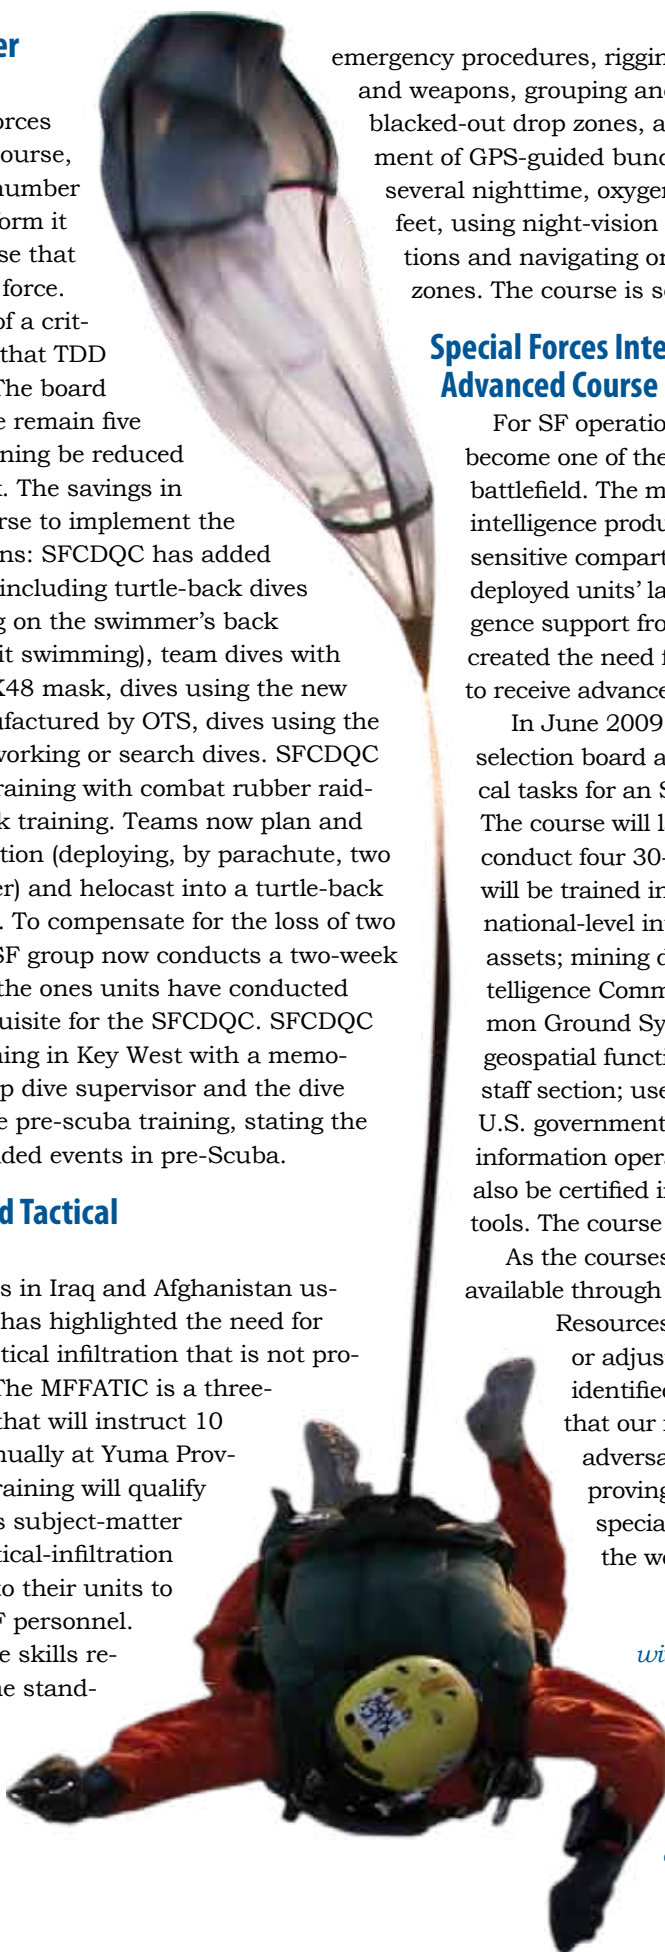 er
orces
ourse,
number
orm it
se that
force.
of a crit-
that TDD
The board
e remain five
ning be reduced
k. The savings in
rse to implement the
ns: SFCDQC has added
including turtle-back dives
g on the swimmer's back
it swimming), team dives with
K48 mask, dives using the new
ufactured by OTS, dives using the
working or search dives. SFCDQC
raining with combat rubber raid-
k training. Teams now plan and
tion (deploying, by parachute, two
er) and helocast into a turtle-back
. To compensate for the loss of two
SF group now conducts a two-week
the ones units have conducted
quisite for the SFCDQC. SFCDQC
ning in Key West with a memo-
p dive supervisor and the dive
e pre-scuba training, stating the
ded events in pre-Scuba.
d Tactical
s in Iraq and Afghanistan us-
has highlighted the need for
tical infiltration that is not pro-
The MFFATIC is a three-
that will instruct 10
nually at Yuma Prov-
raining will qualify
s subject-matter
tical-infiltration
to their units to
F personnel.
e skills re-
ne stand-
emergency procedures, riggin
and weapons, grouping and
blacked-out drop zones, a
ment of GPS-guided bund
several nighttime, oxygen
feet, using night-vision
tions and navigating on
zones. The course is s
Special Forces Inte
Advanced Course
For SF operatio
become one of the
battlefield. The m
intelligence produ
sensitive compart
deployed units' la
gence support fro
created the need f
to receive advance
In June 2009
selection board a
cal tasks for an S
The course will l
conduct four 30-
will be trained in
national-level int
assets; mining d
telligence Comm
mon Ground Sy
geospatial functi
staff section; use
U.S. government
information opera
also be certified i
tools. The course
As the courses
available through
Resources
or adjus
identified
that our
adversa
proving
specia
the wo
wi